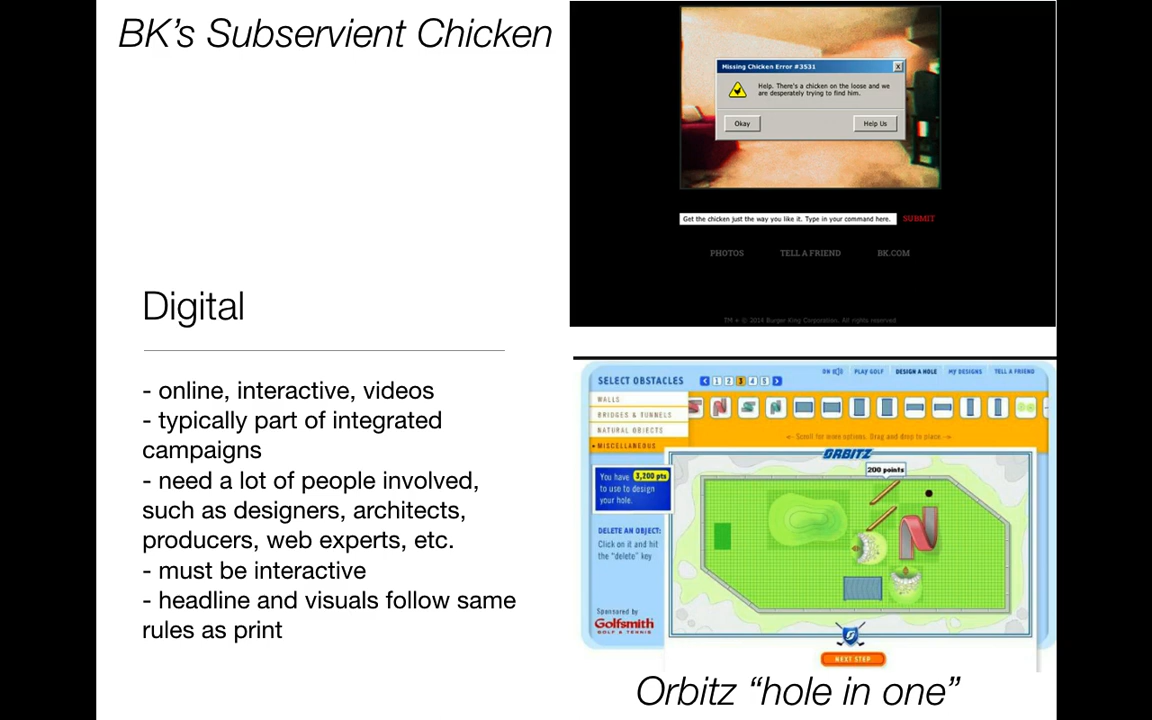 BK's Subservient Chicken
Missing Chicken Error #3531
X
Help. There's a chicken on the loose and we
are desperately trying to find him.
Okay
Help Us
Get the chicken just the way you like it. Type in your command here.
SUBMIT
PHOTOS
TELL A FRIEND
BK.COM
TM + © 2014 Burger King Corporation. All rights reserved
Digital
- online, interactive, videos
- typically part of integrated
campaigns
- need a lot of people involved,
such as designers, architects,
producers, web experts, etc.
- must be interactive
- headline and visuals follow same
rules as print
SELECT OBSTACLES
1 2 3 4 5
ON
PLAY GOLF
DESIGN A HOLE
MY DESIGNS
TELL A FRIEND
WALLS
BRIDGES & TUNNELS
NATURAL OBJECTS
MISCELLANEOUS
Scroll for more options. Drag and drop to place.
ORBITZ
You have 3,200 pts
to use to design
your hole.
200 points
DELETE AN OBJECT:
Click on it and hit
the "delete" key
Sponsored by
Golfsmith
GOLF & TENNIS
NEXT STEP
Orbitz “hole in one”